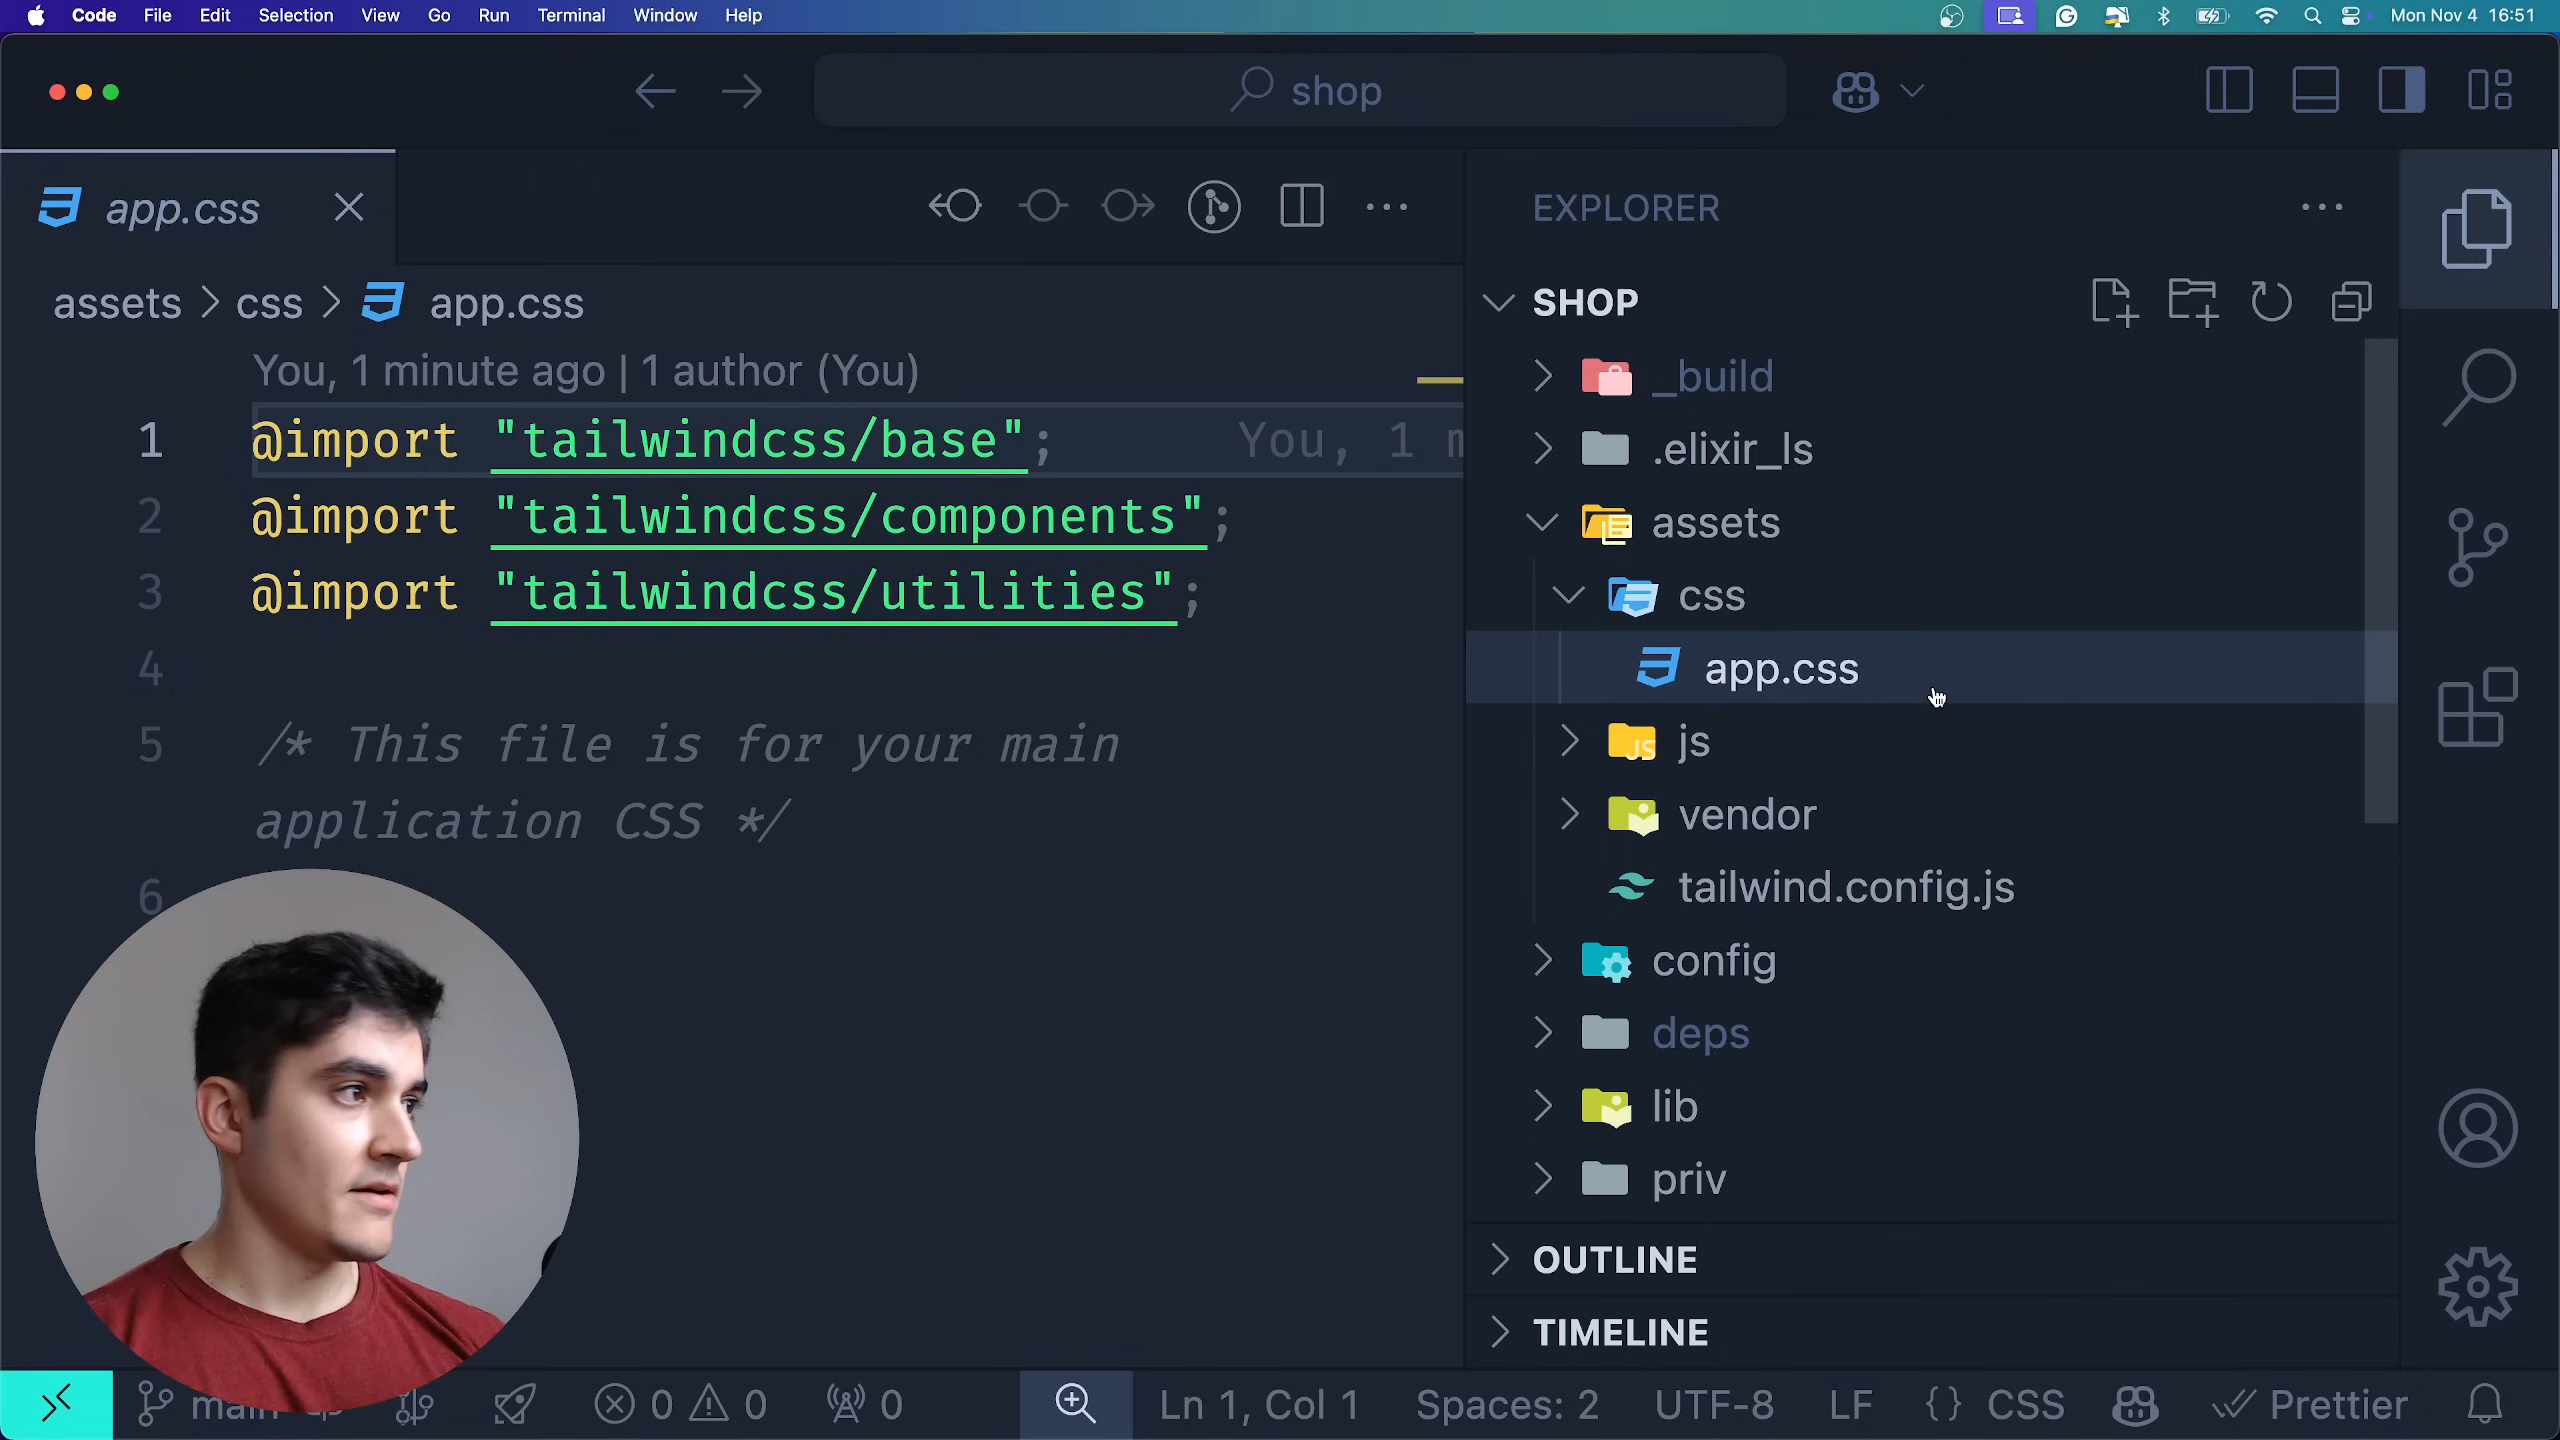 Code File Edit Selection View Go Run Terminal Window Help
Mon Nov 4 16:51
shop
app.css
assets > css > app.css
You, 1 minute ago | 1 author (You)
1 @import "tailwindcss/base"; You, 1 m
2 @import "tailwindcss/components";
3 @import "tailwindcss/utilities";
4
5 /* This file is for your main
application CSS */
6
EXPLORER
SHOP
_build
.elixir_ls
assets
css
app.css
js
vendor
tailwind.config.js
config
deps
lib
priv
OUTLINE
TIMELINE
main 0 0 0 Ln 1, Col 1 Spaces: 2 UTF-8 LF {} CSS Prettier